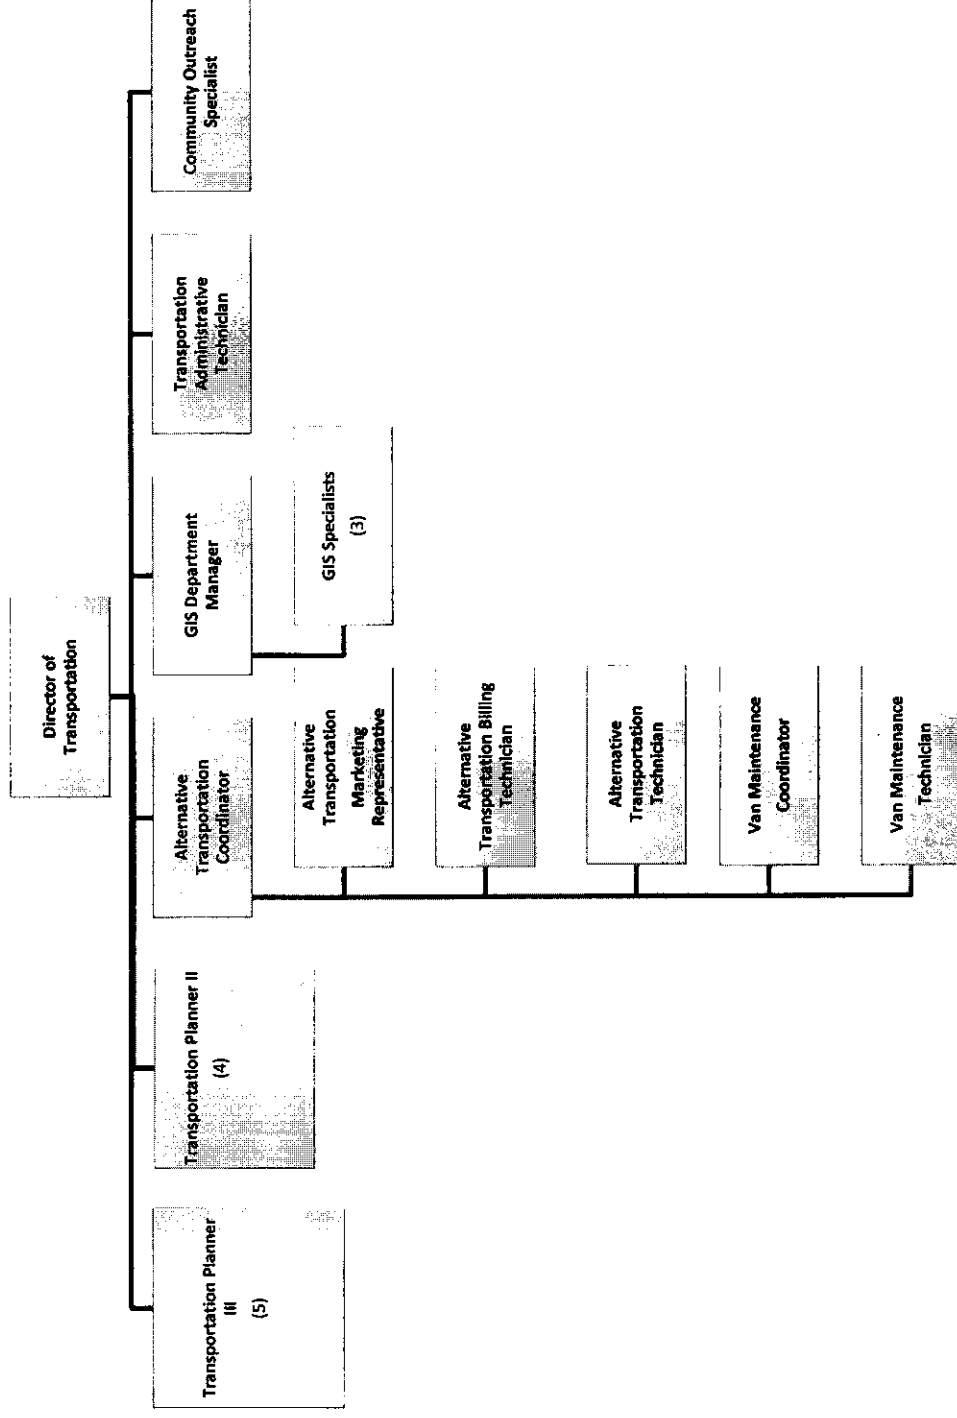 Director of
Transportation
Transportation Planner
III
(5)
Transportation Planner II
(4)
Alternative
Transportation
Coordinator
GIS Department
Manager
Transportation
Administrative
Technician
Community Outreach
Specialist
Alternative
Transportation
Marketing
Representative
GIS Specialists
(3)
Alternative
Transportation Billing
Technician
Alternative
Transportation
Technician
Van Maintenance
Coordinator
Van Maintenance
Technician